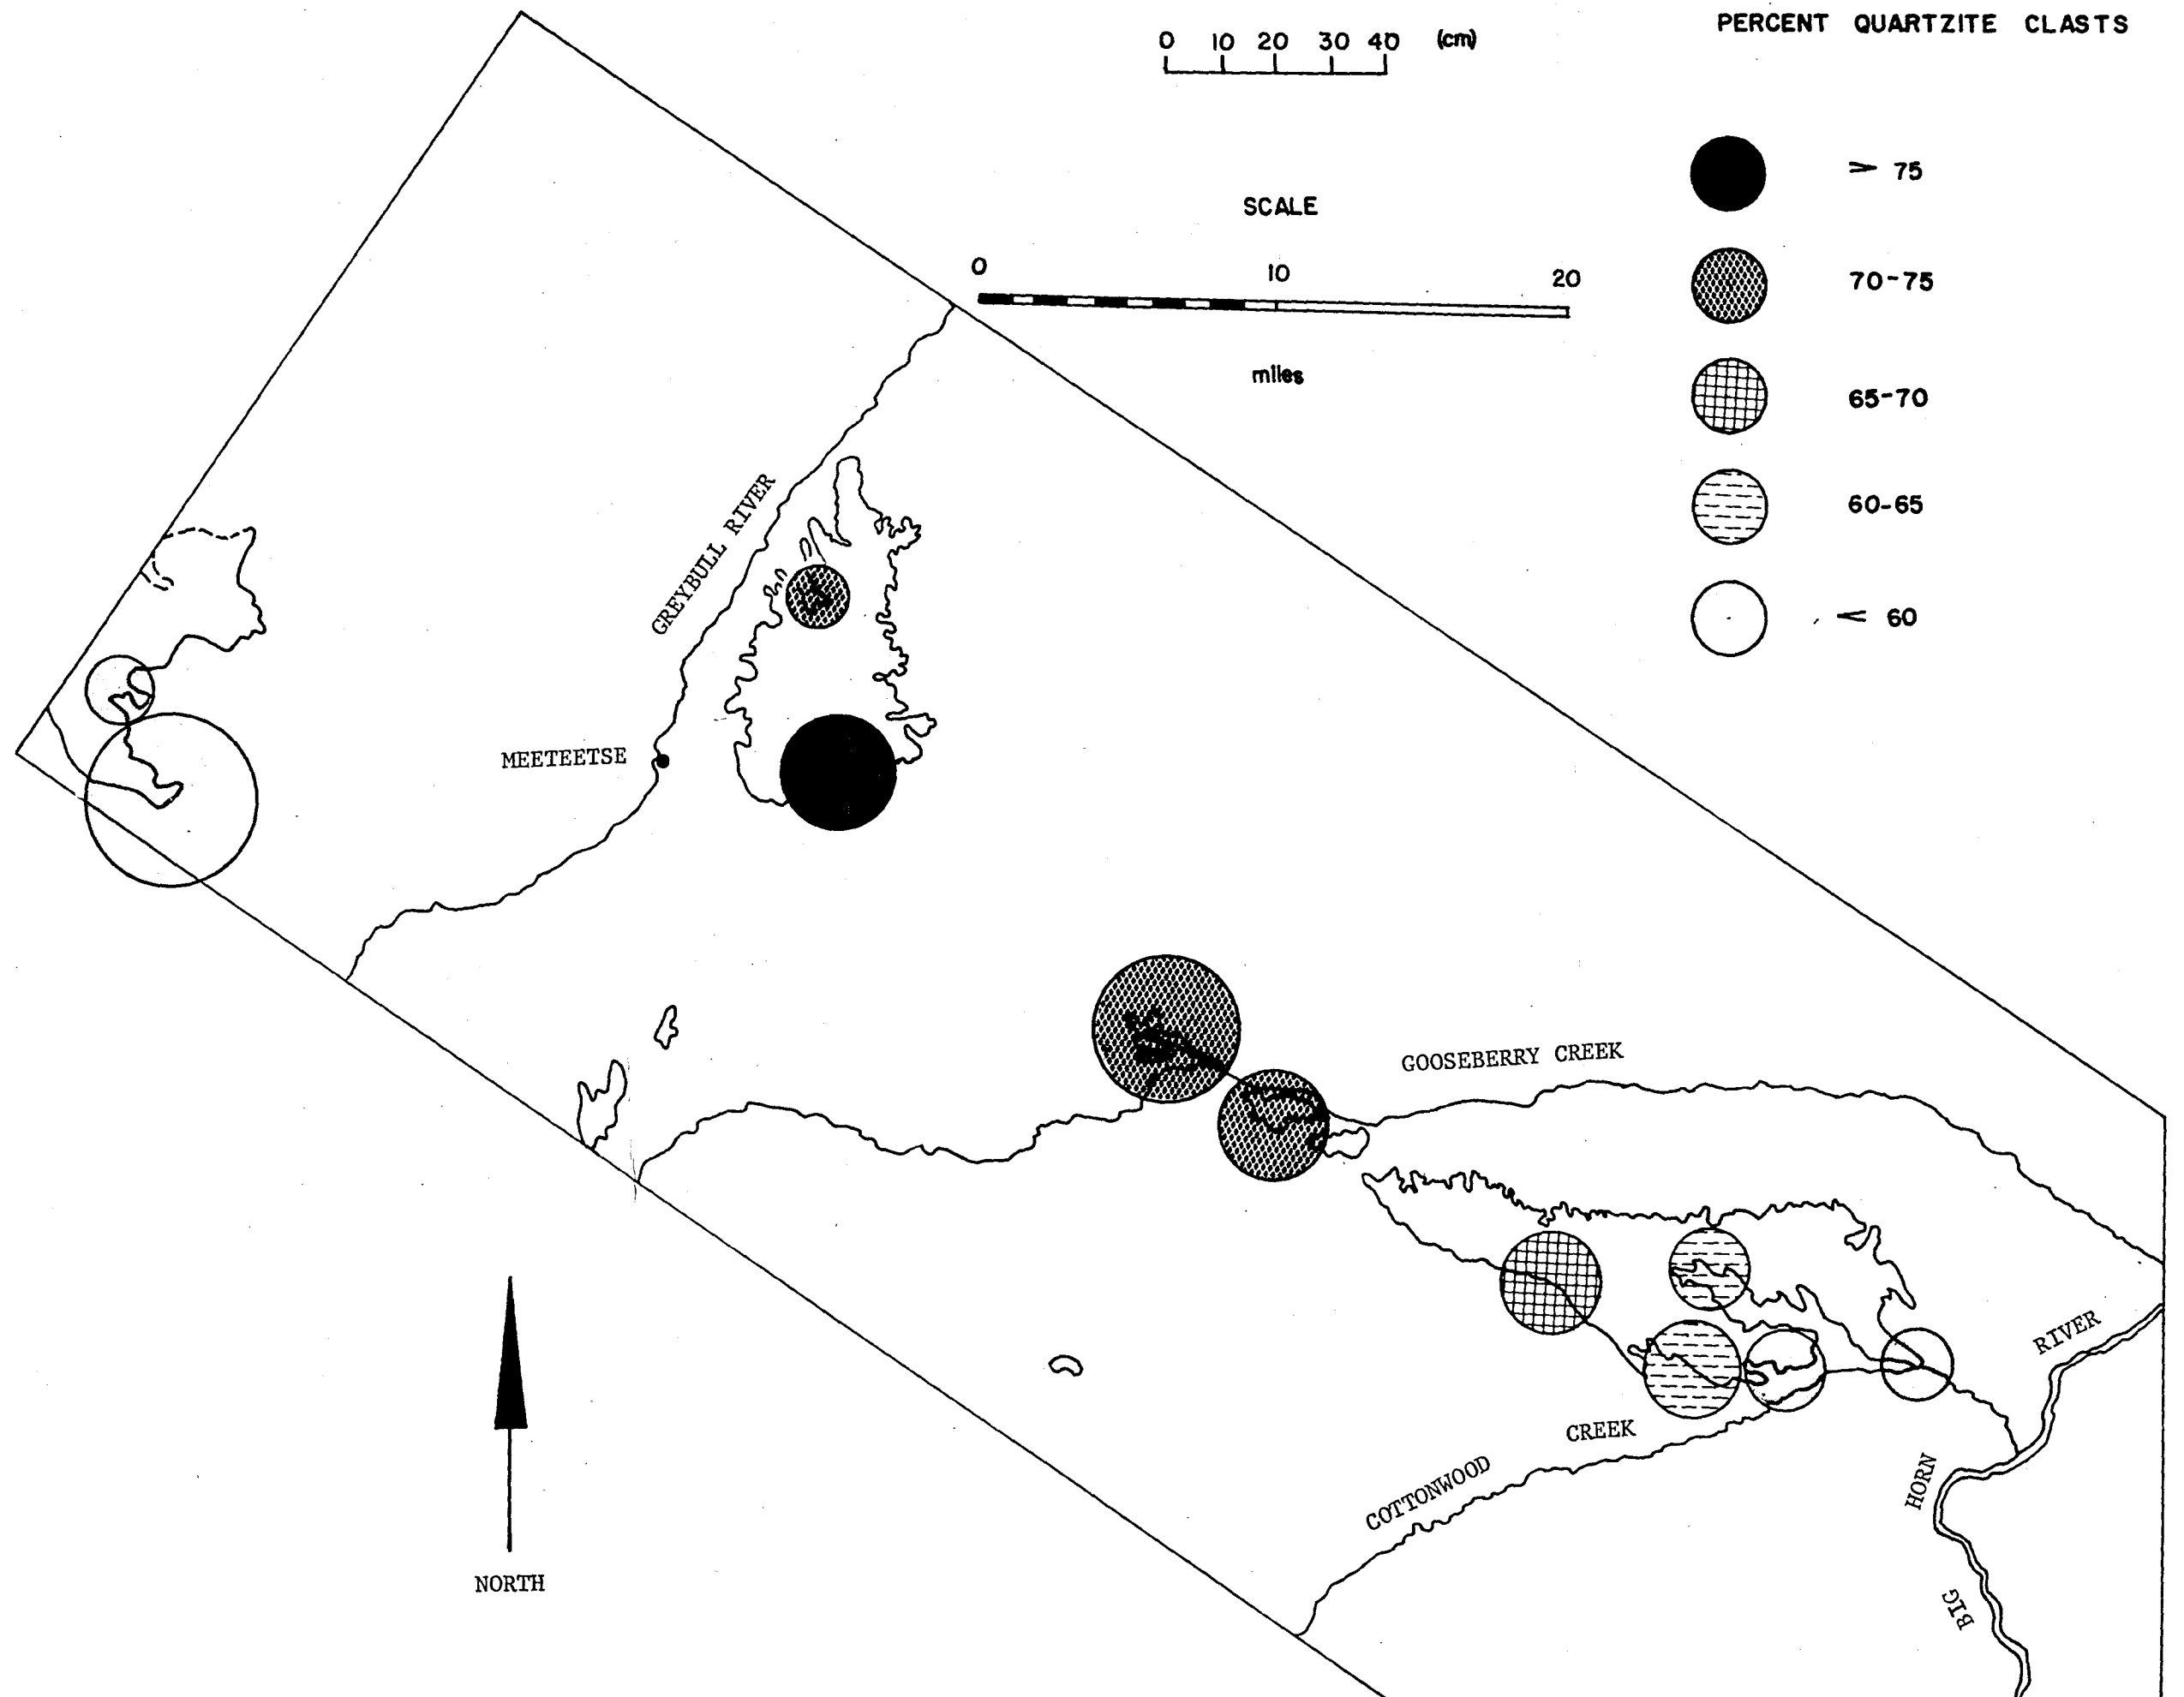 PERCENT QUARTZITE CLASTS
0 10 20 30 40 (cm)
≥ 75
SCALE
0 10 20
70-75
miles
65-70
GREYBULL RIVER
60-65
< 60
MEETEETSE
GOOSEBERRY CREEK
RIVER
CREEK
COTTONWOOD
HORN
NORTH
BIG